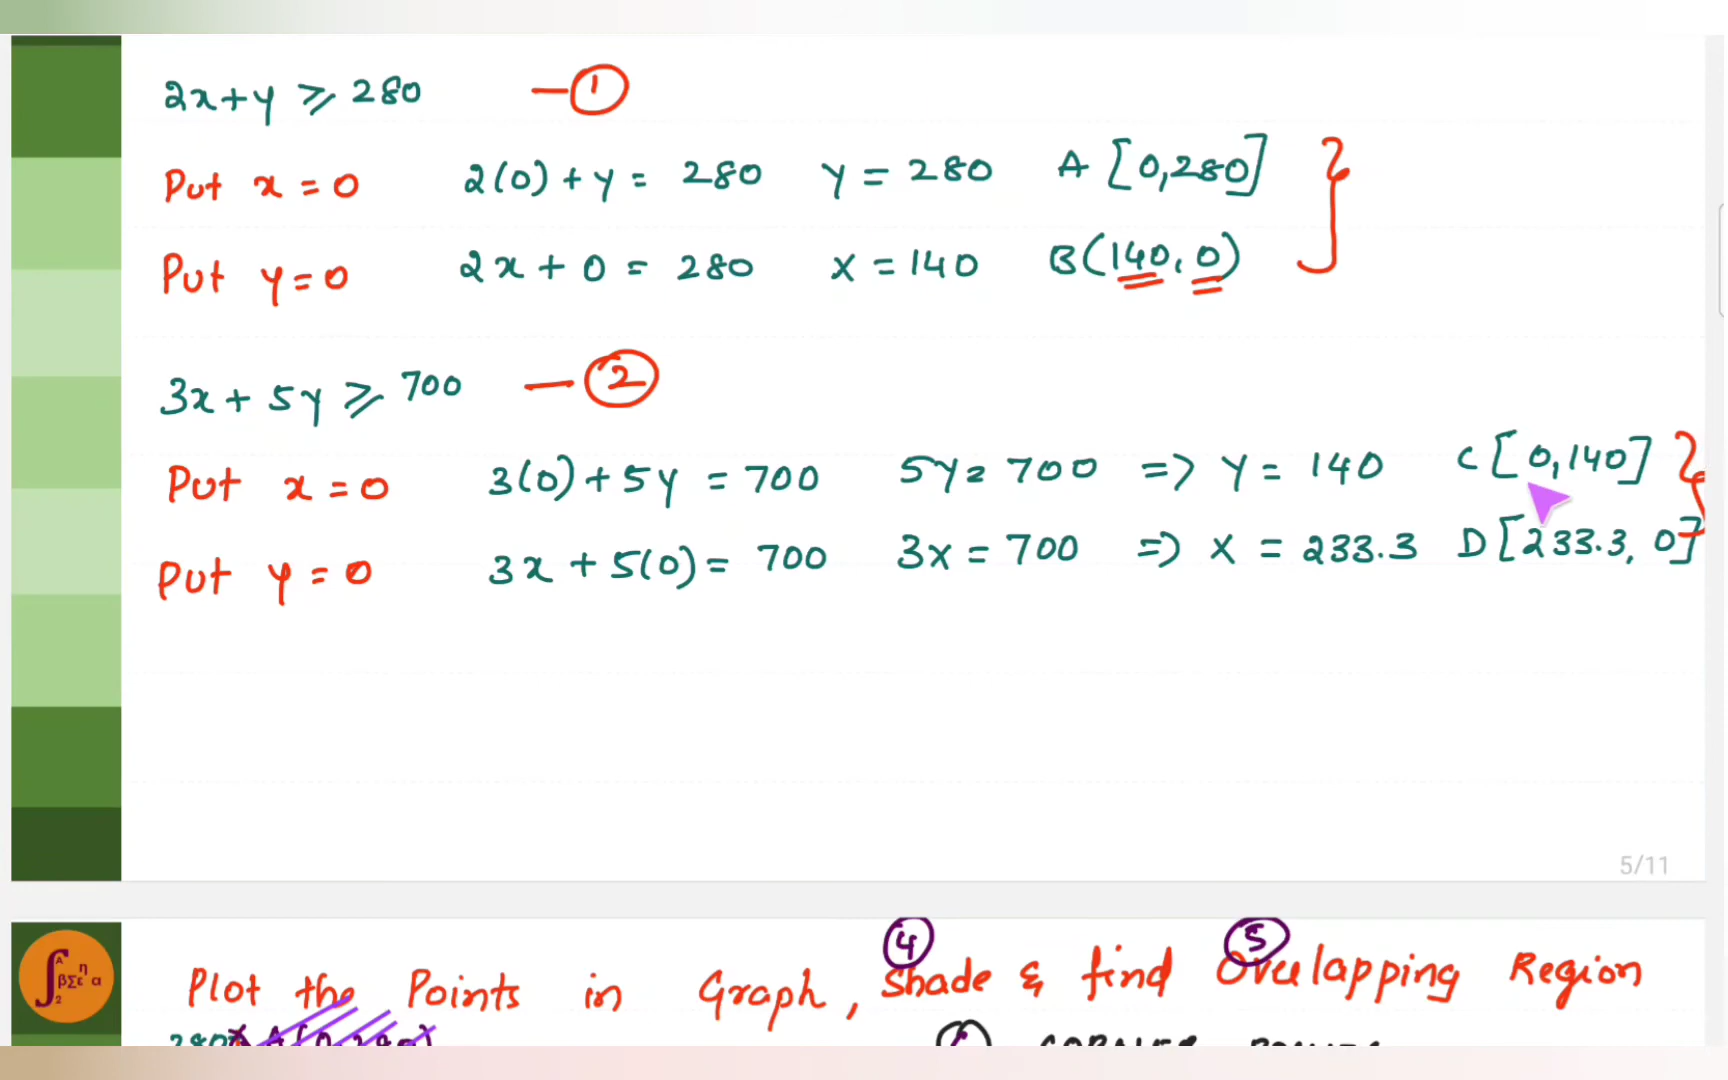 2x+y ≥ 280 —①
Put x = 0 2(0)+y = 280 y = 280 A [0,280]
Put y=0 2x + 0 = 280 x = 140 B(140, 0)
3x + 5y ≥ 700 —②
Put x = 0 3(0)+5y = 700 5y = 700 => y = 140 C [0,140]
Put y = 0 3x + 5(0) = 700 3x = 700 => x = 233.3 D [233.3, 0]
5/11
④ ⑤
Plot the Points in Graph, Shade & find Overlapping Region
280